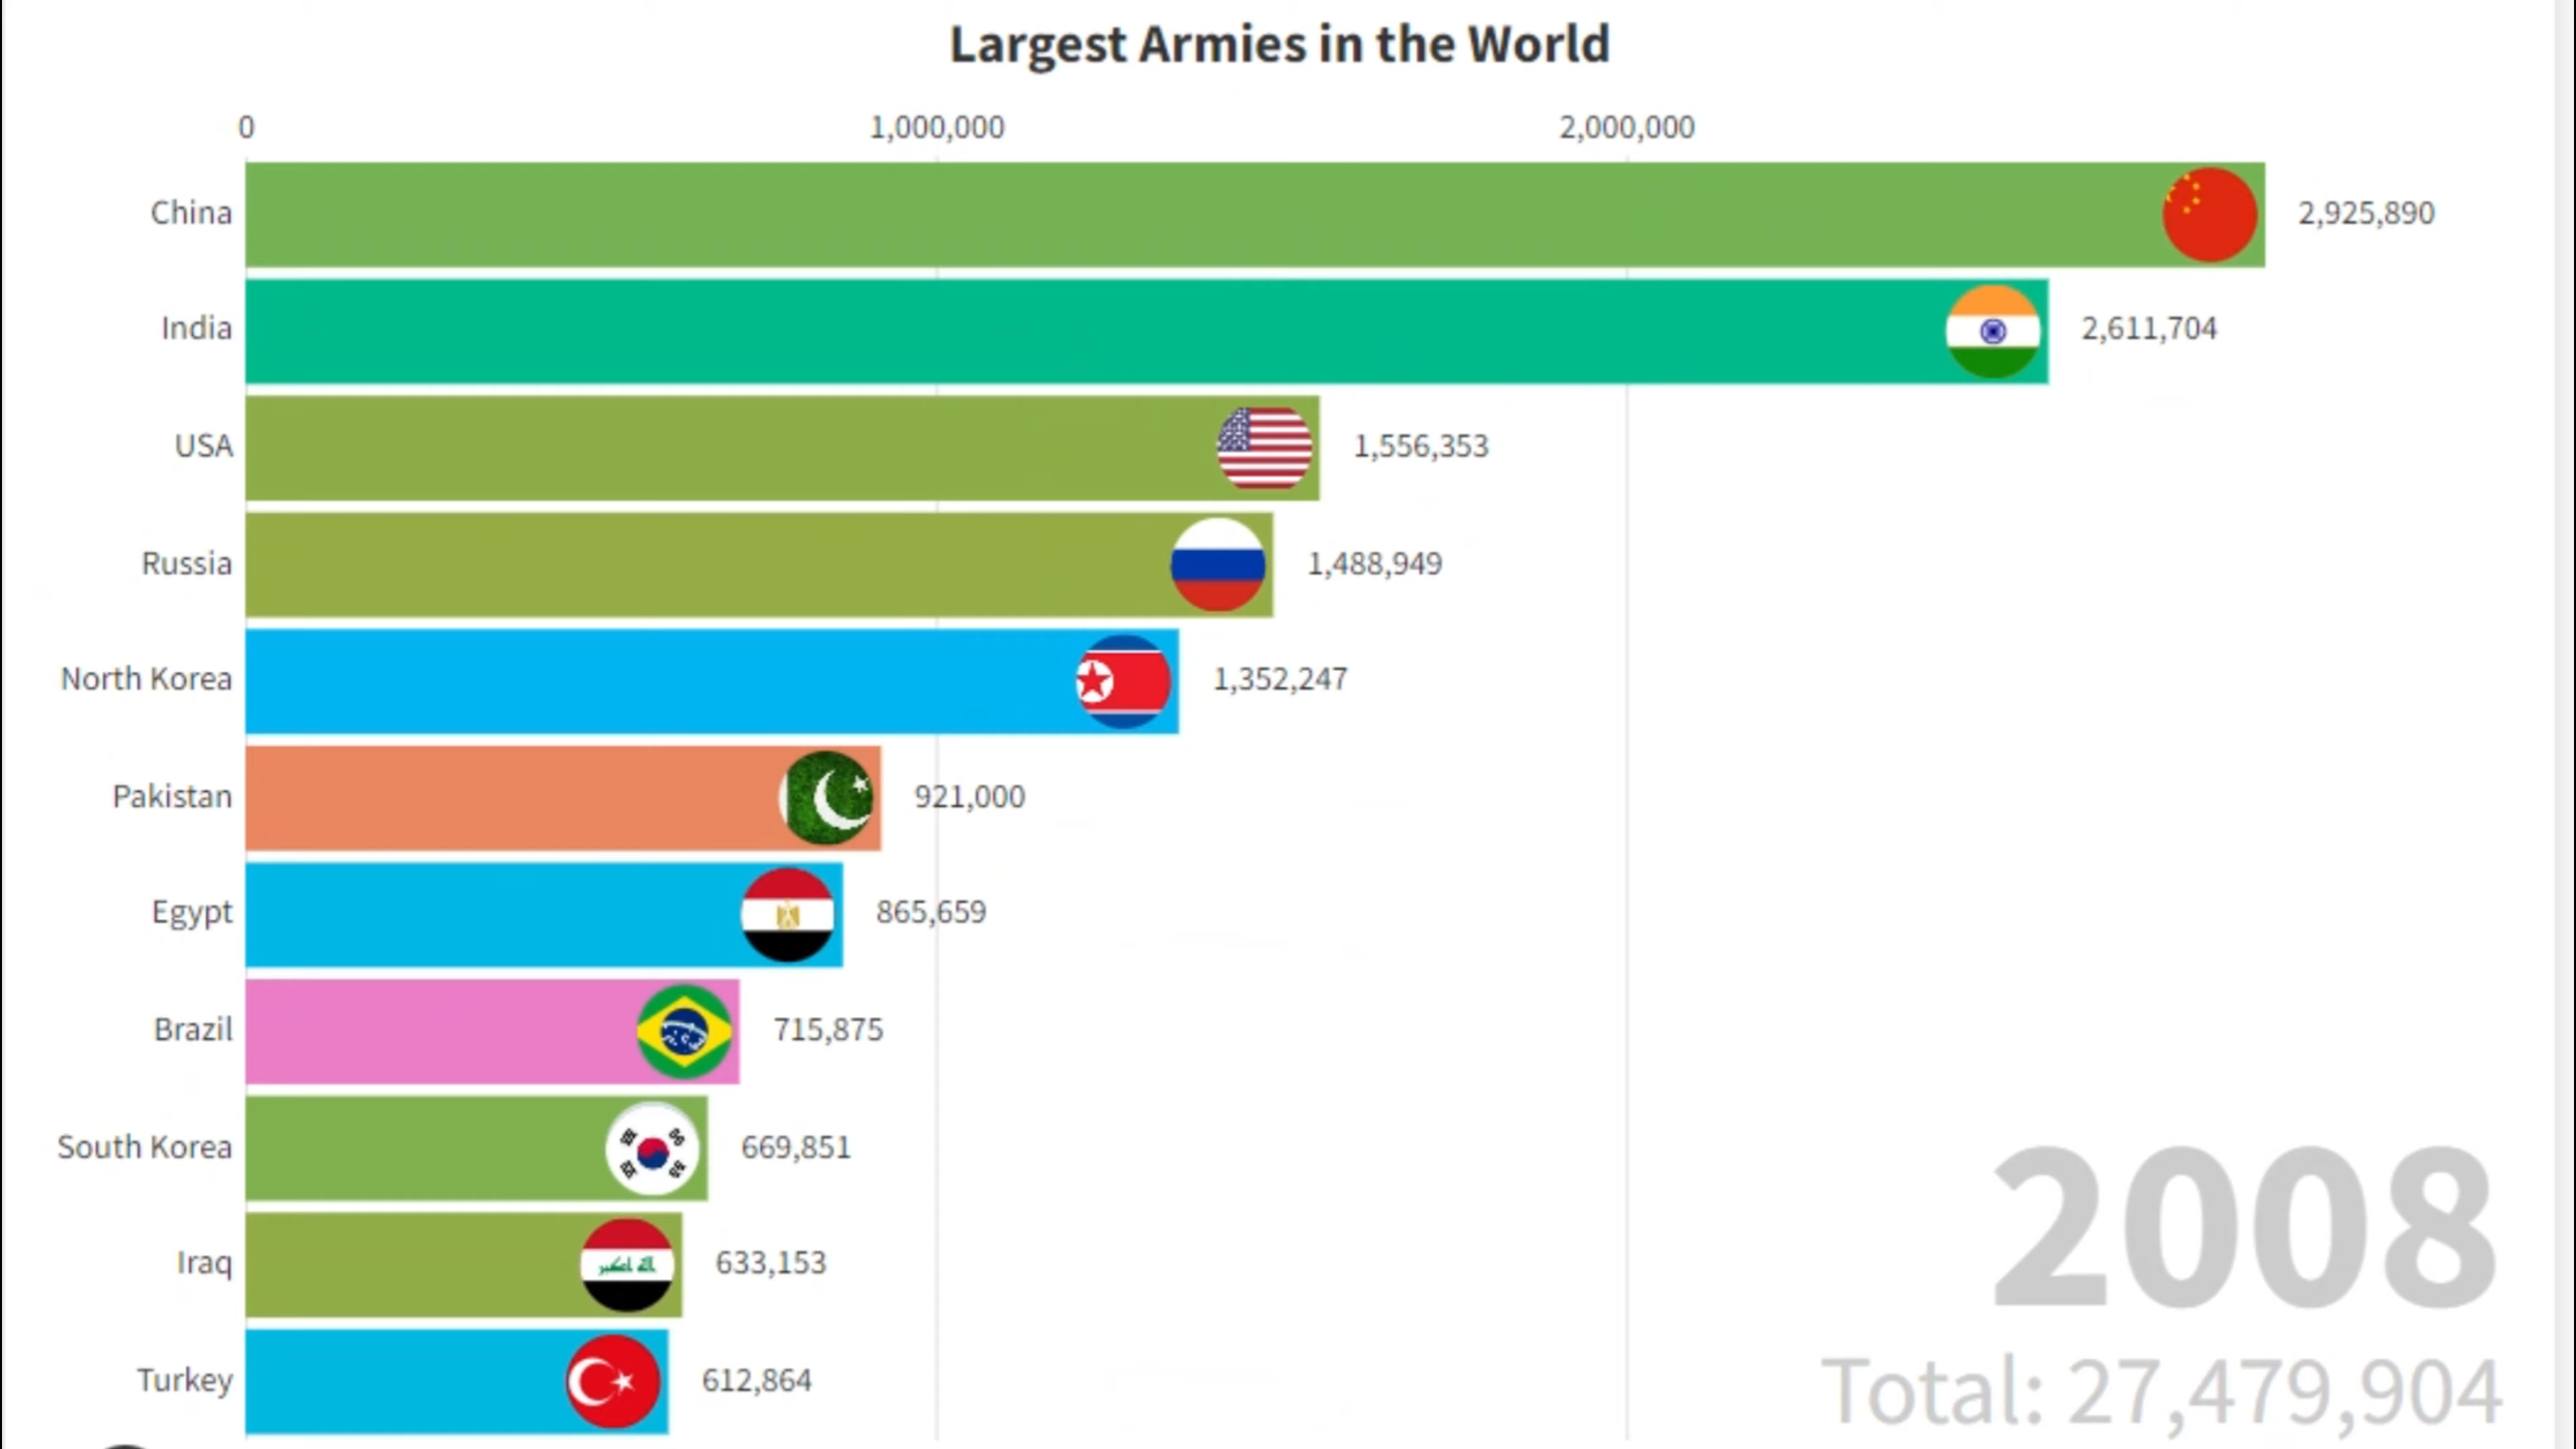 Largest Armies in the World
0 1,000,000 2,000,000
China 2,925,890
India 2,611,704
USA 1,556,353
Russia 1,488,949
North Korea 1,352,247
Pakistan 921,000
Egypt 865,659
Brazil 715,875
South Korea 669,851
Iraq 633,153
Turkey 612,864
2008
Total: 27,479,904